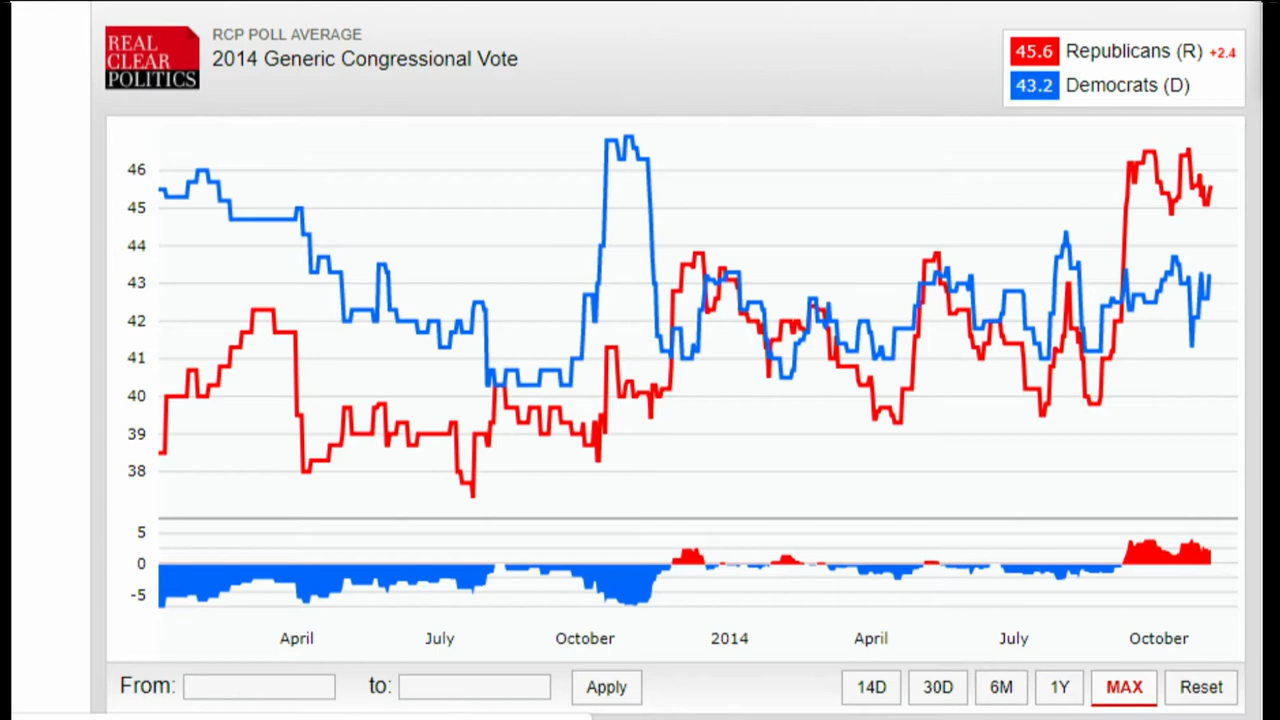 REAL
CLEAR
POLITICS
RCP POLL AVERAGE
2014 Generic Congressional Vote
45.6 Republicans (R) +2.4
43.2 Democrats (D)
46
45
44
43
42
41
40
39
38
5
0
-5
April July October 2014 April July October
From: to: Apply 14D 30D 6M 1Y MAX Reset